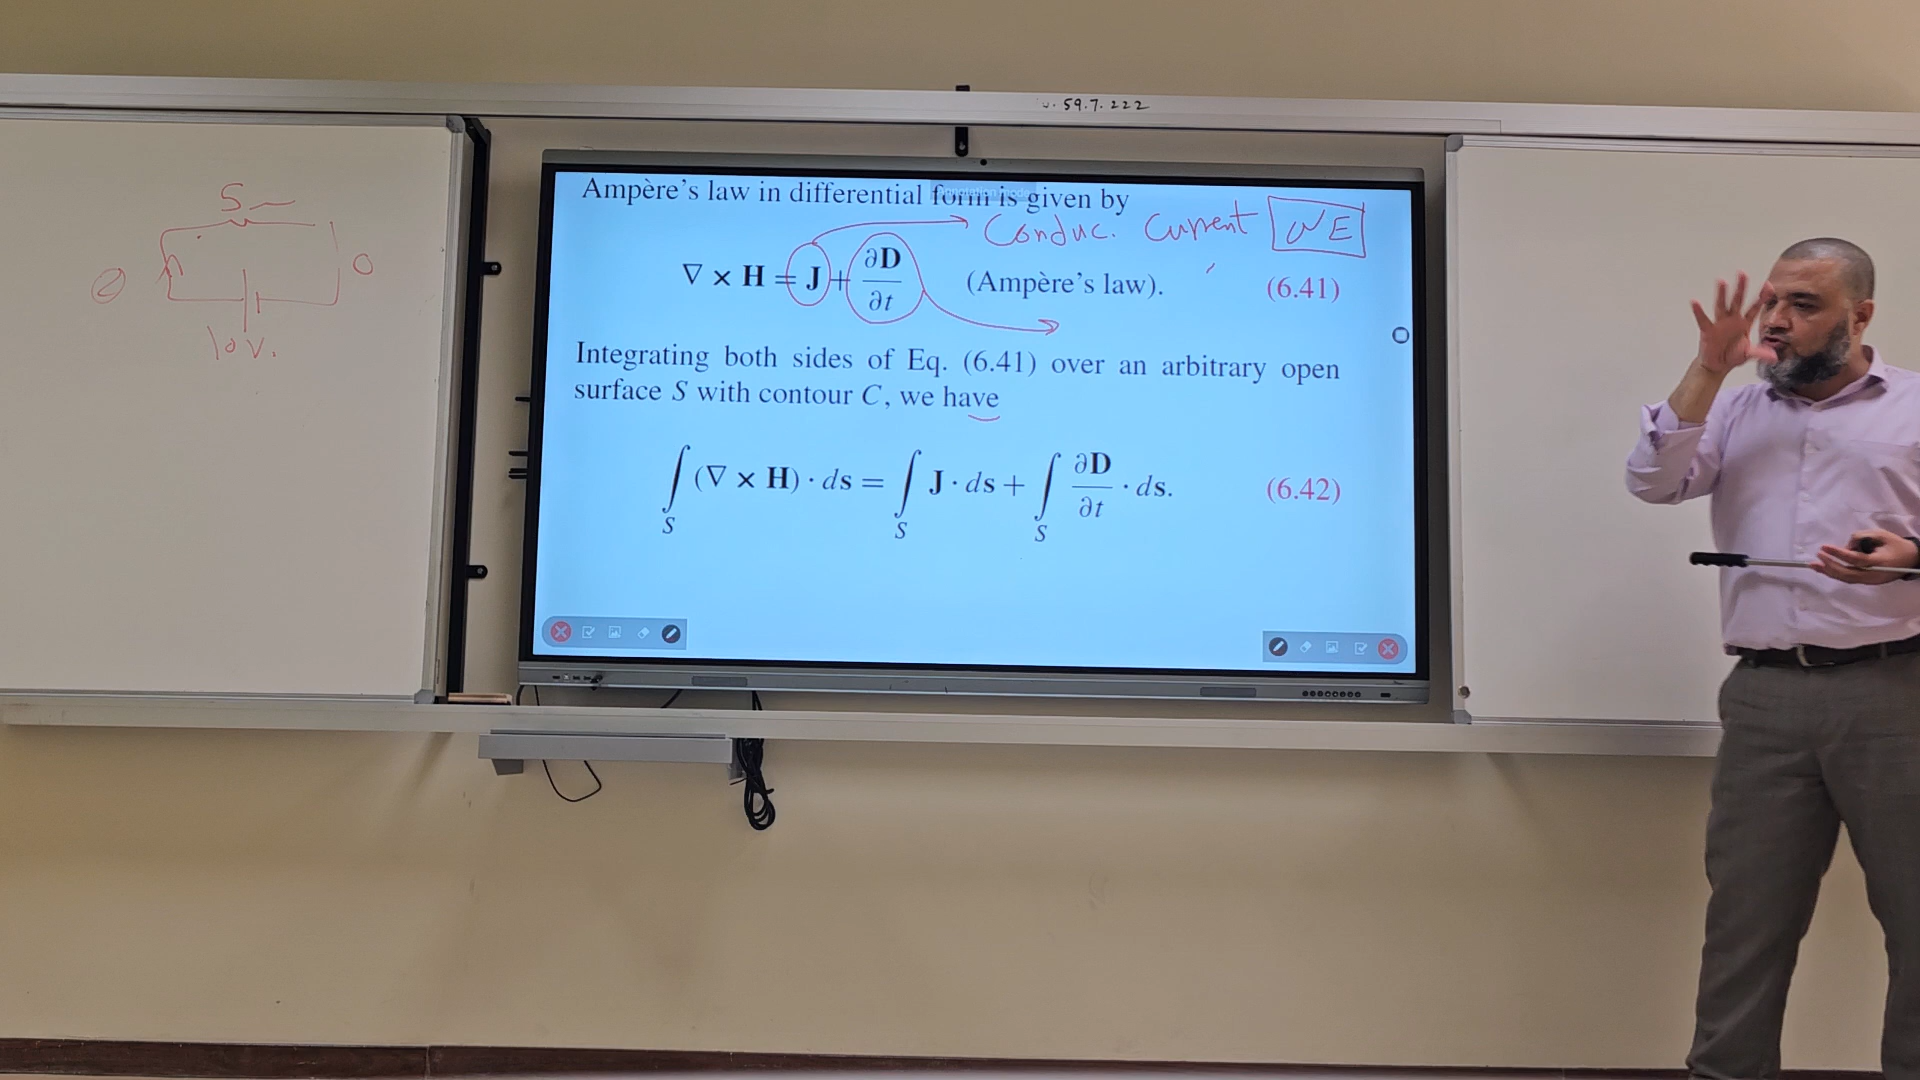 59.7.222
S
10 V.
Ampère's law in differential form is given by
Conduc. Current
∇ × H = J + ∂D/∂t (Ampère's law). (6.41)
Integrating both sides of Eq. (6.41) over an arbitrary open
surface S with contour C, we have
∫_S (∇ × H) · ds = ∫_S J · ds + ∫_S ∂D/∂t · ds. (6.42)